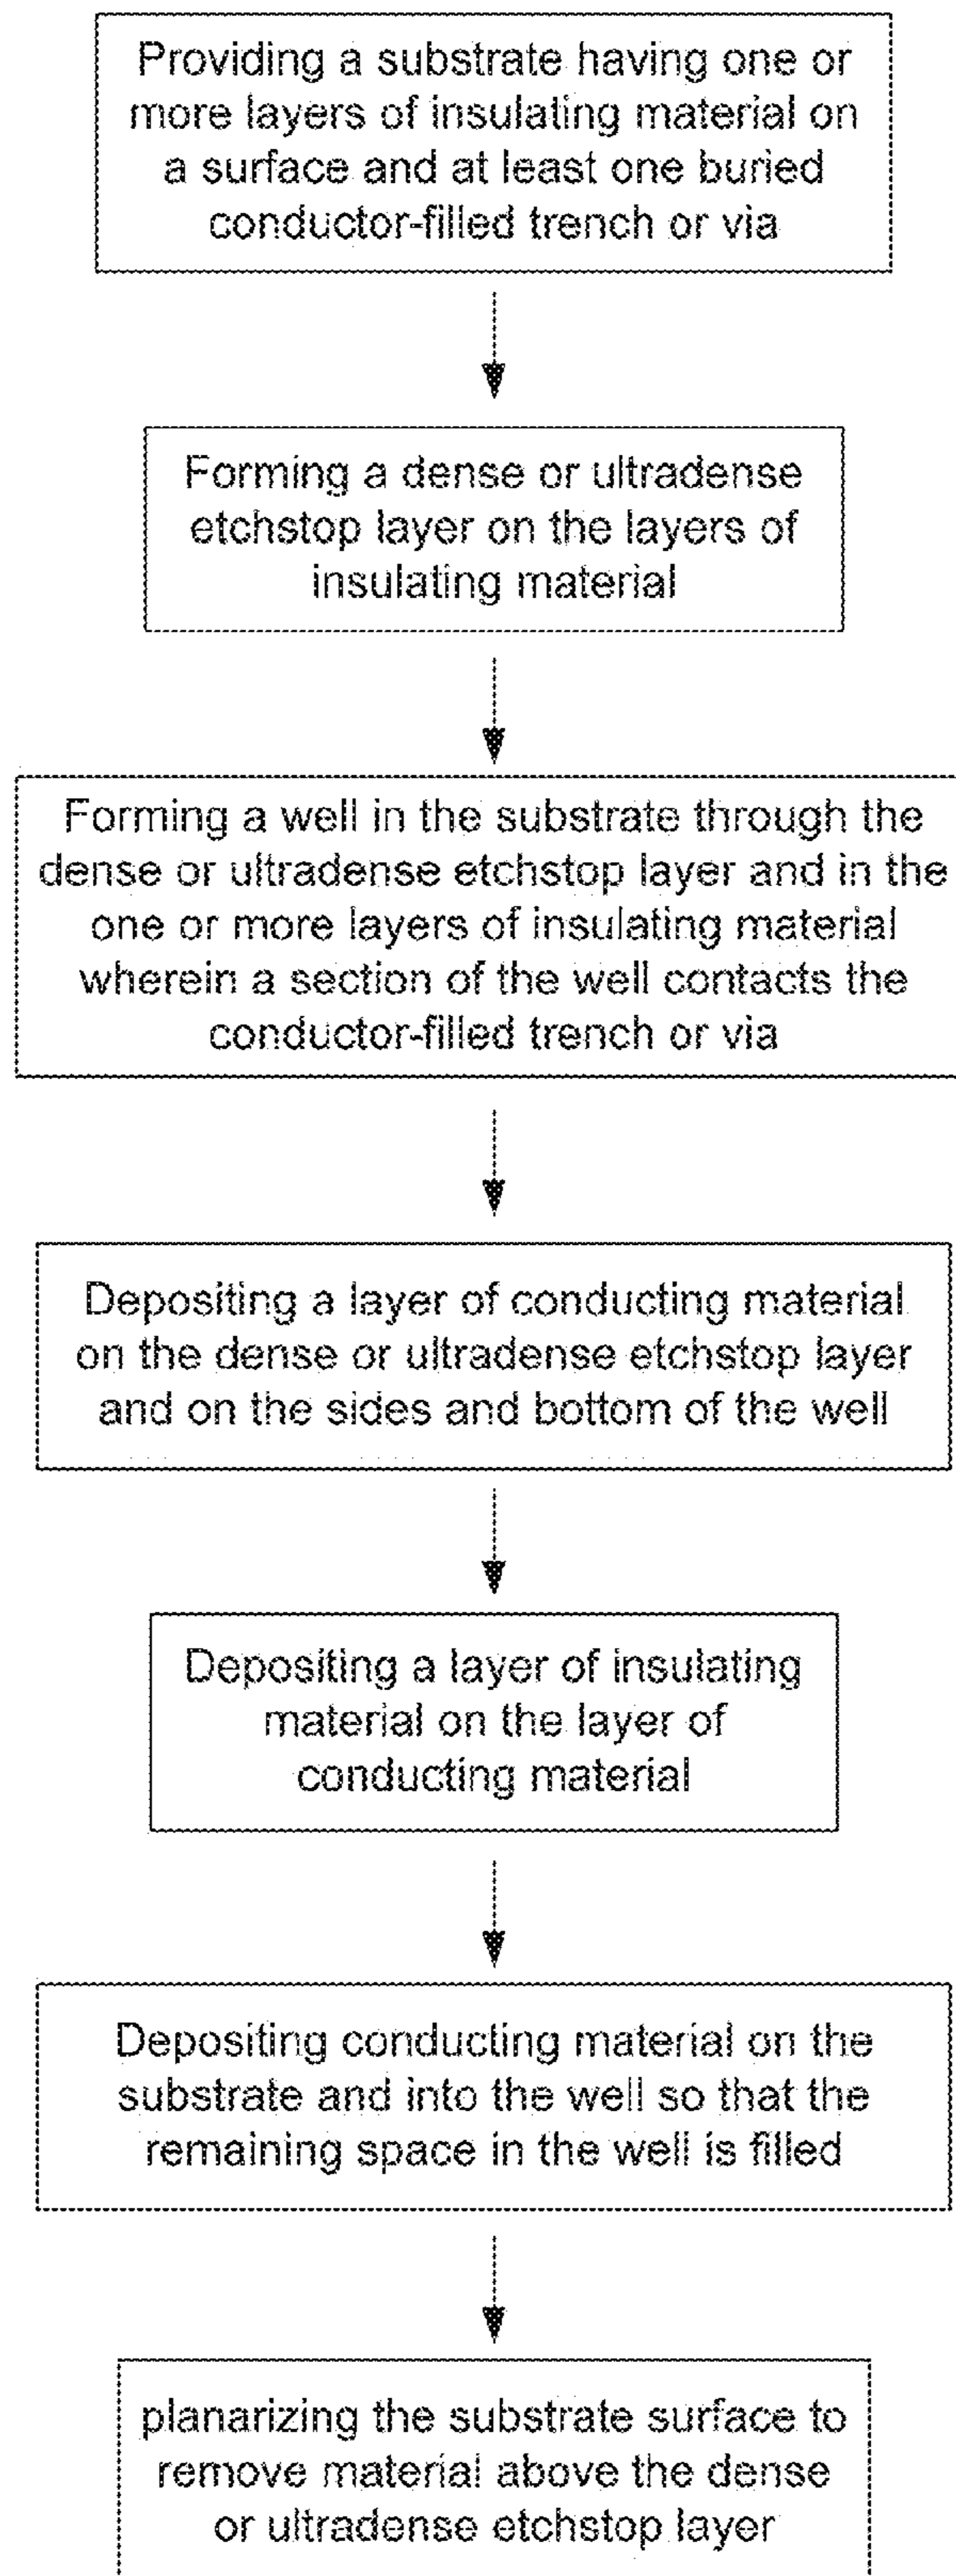 Providing a substrate having one or
more layers of insulating material on
a surface and at least one buried
conductor-filled trench or via
Forming a dense or ultradense
etchstop layer on the layers of
insulating material
Forming a well in the substrate through the
dense or ultradense etchstop layer and in the
one or more layers of insulating material
wherein a section of the well contacts the
conductor-filled trench or via
Depositing a layer of conducting material
on the dense or ultradense etchstop layer
and on the sides and bottom of the well
Depositing a layer of insulating
material on the layer of
conducting material
Depositing conducting material on the
substrate and into the well so that the
remaining space in the well is filled
planarizing the substrate surface to
remove material above the dense
or ultradense etchstop layer